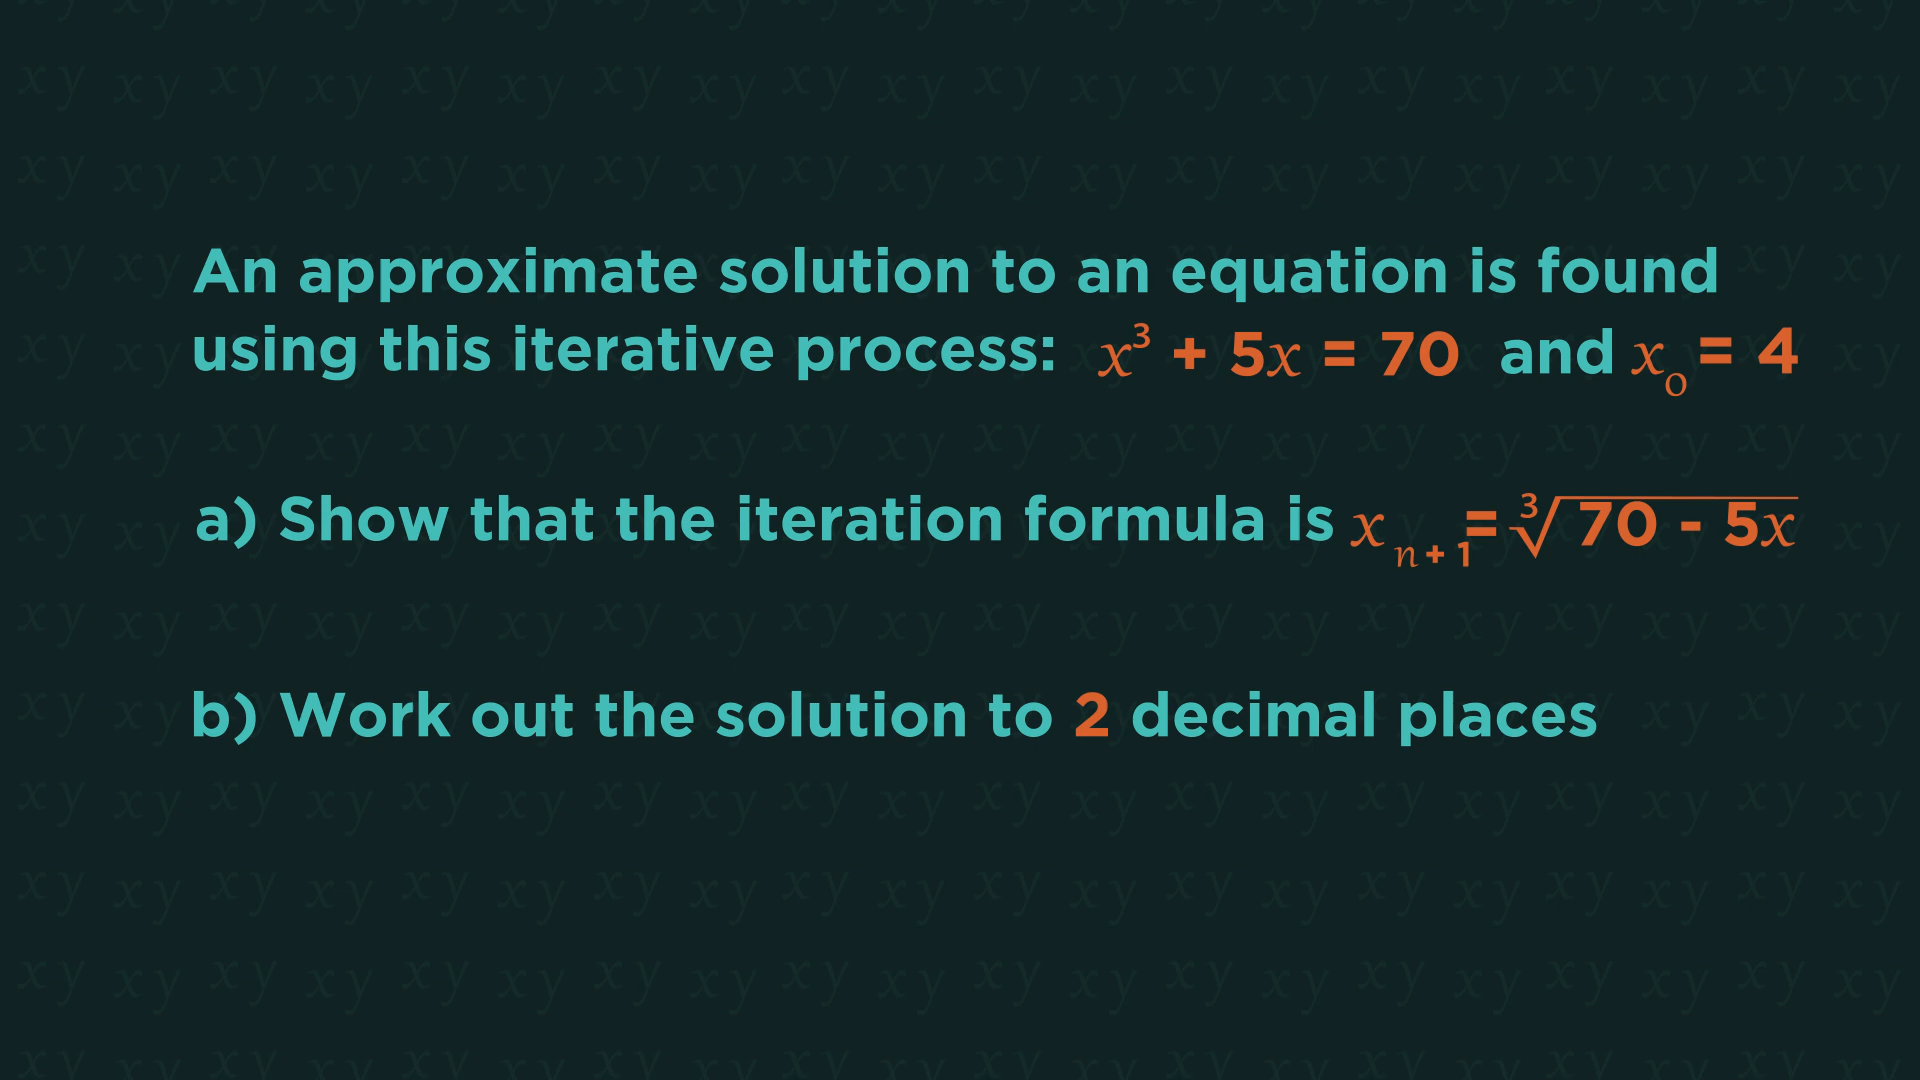 An approximate solution to an equation is found
using this iterative process: x³ + 5x = 70 and x₀ = 4
a) Show that the iteration formula is xₙ₊₁ = ∛70 - 5x
b) Work out the solution to 2 decimal places